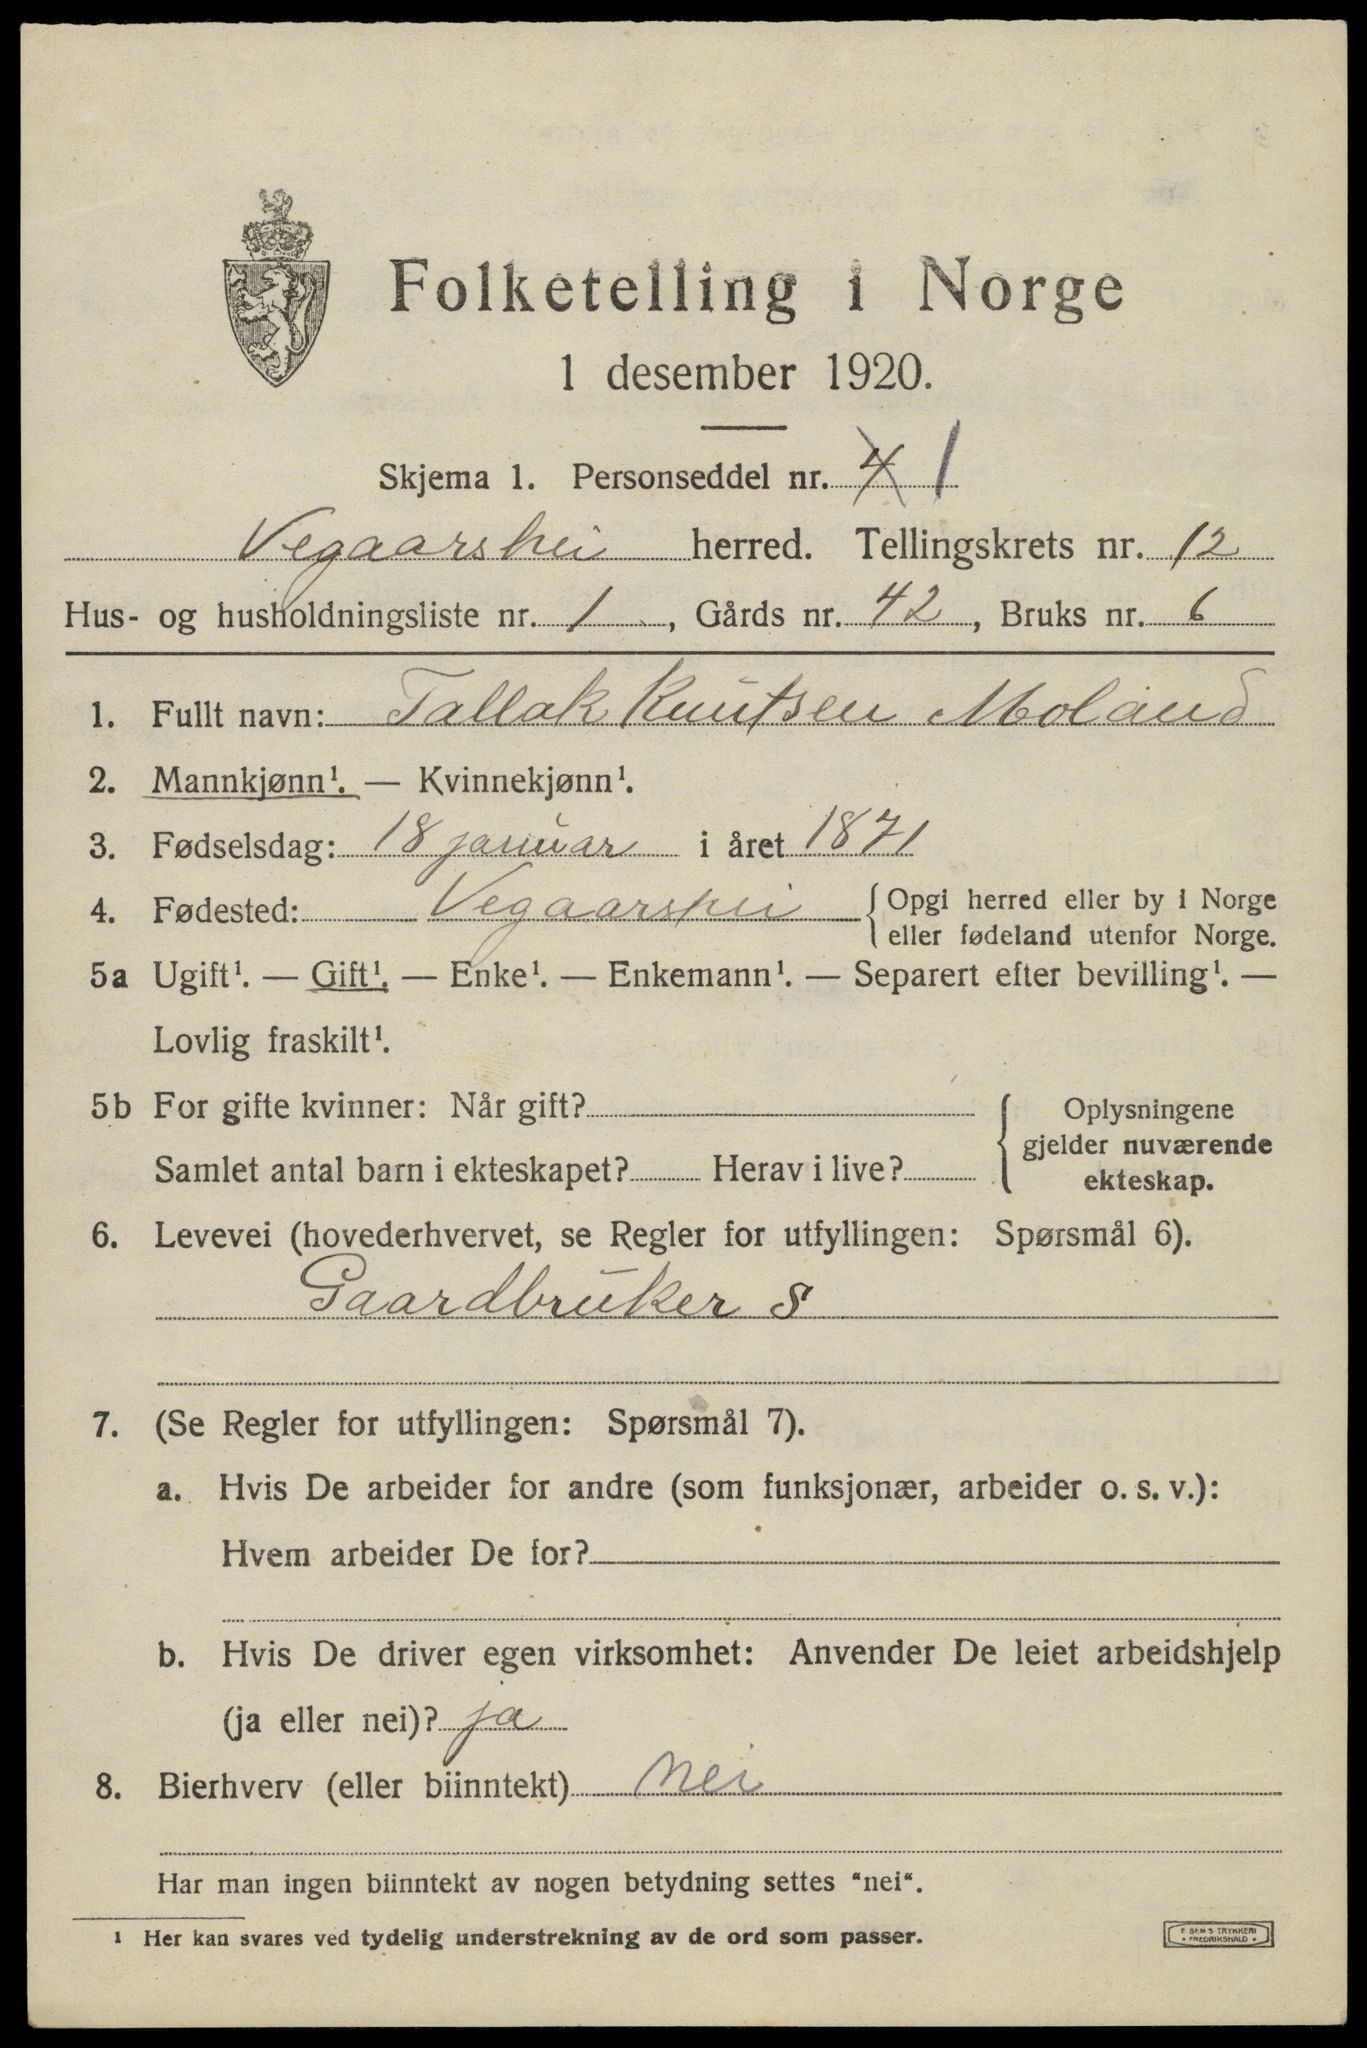 Folketelling i Norge
1 desember 1920.
Skjema 1. Personseddel nr. 4 1
Vegaarshei herred. Tellingskrets nr. 12
Hus- og husholdningsliste nr. 1, Gårds nr. 42, Bruks nr. 6
1. Fullt navn: Tallak Knutsen Moland
2. Mannkjønn¹. — Kvinnekjønn¹.
3. Fødselsdag: 18 januar i året 1871
4. Fødested: Vegaarshei { Opgi herred eller by i Norge
eller fødeland utenfor Norge.
5a Ugift¹. — Gift¹. — Enke¹. — Enkemann¹. — Separert efter bevilling¹. —
Lovlig fraskilt¹.
5b For gifte kvinner: Når gift?
Samlet antal barn i ekteskapet? Herav i live?
Oplysningene
gjelder nuværende
ekteskap.
6. Levevei (hovederhvervet, se Regler for utfyllingen: Spørsmål 6).
Gaardbruker S
7. (Se Regler for utfyllingen: Spørsmål 7).
a. Hvis De arbeider for andre (som funksjonær, arbeider o. s. v.):
Hvem arbeider De for?
b. Hvis De driver egen virksomhet: Anvender De leiet arbeidshjelp
(ja eller nei)? ja
8. Bierhverv (eller biinntekt) Nei
Har man ingen biinntekt av nogen betydning settes "nei".
¹ Her kan svares ved tydelig understrekning av de ord som passer.
E. SEM'S TRYKKERI
• FREDRIKSHALD •